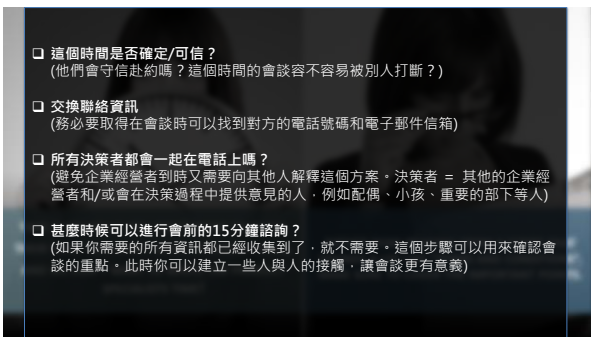 ❑ 這個時間是否確定/可信？
(他們會守信赴約嗎？這個時間的會談容不容易被別人打斷？)
❑ 交換聯絡資訊
(務必要取得在會談時可以找到對方的電話號碼和電子郵件信箱)
❑ 所有決策者都會一起在電話上嗎？
(避免企業經營者到時又需要向其他人解釋這個方案。決策者 = 其他的企業經
營者和/或會在決策過程中提供意見的人，例如配偶、小孩、重要的部下等人)
❑ 甚麼時候可以進行會前的15分鐘諮詢？
(如果你需要的所有資訊都已經收集到了，就不需要。這個步驟可以用來確認會
談的重點。此時你可以建立一些人與人的接觸，讓會談更有意義)